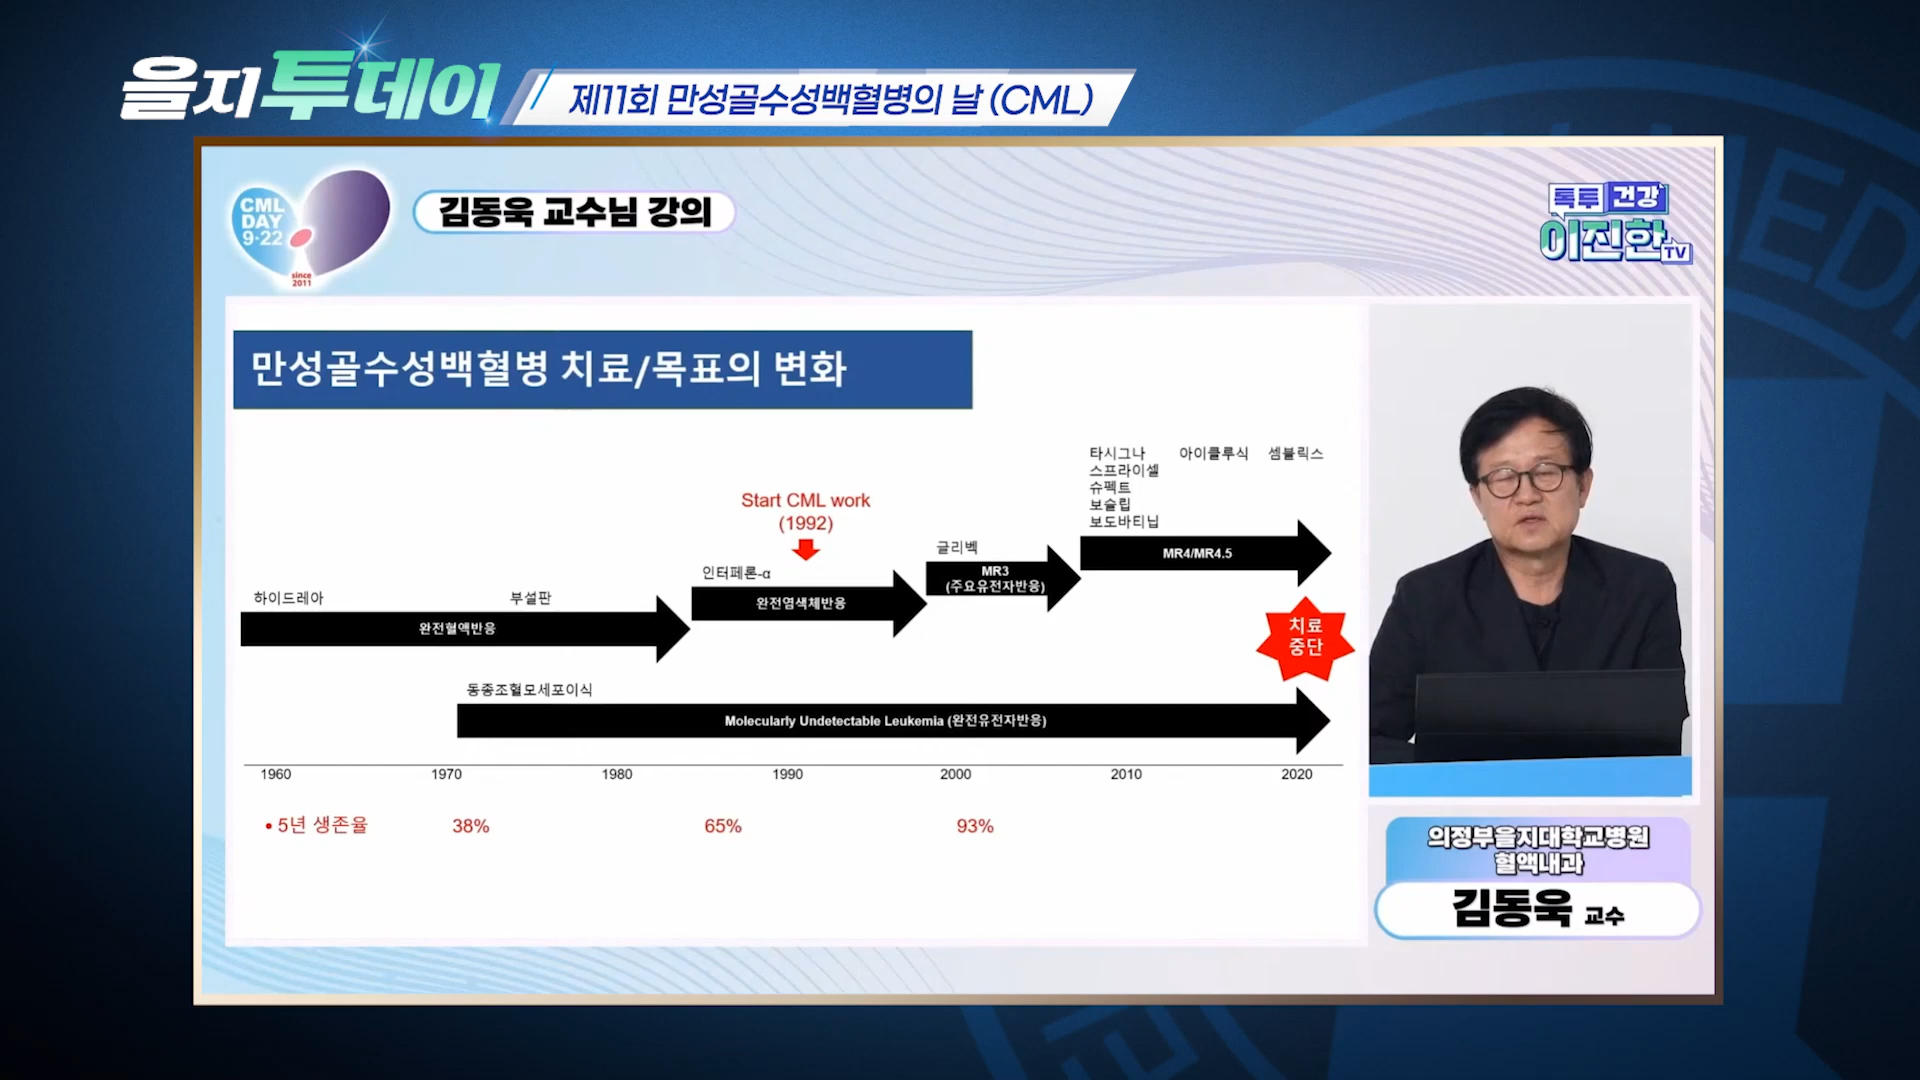 을지투데이
제11회 만성골수성백혈병의 날 (CML)
CML
DAY
9·22
since
2011
김동욱 교수님 강의
톡투 건강
이진한 TV
만성골수성백혈병 치료/목표의 변화
타시그나 아이클루식 셈블릭스
스프라이셀
슈펙트
보슬립
보도바티닙
Start CML work
(1992)
MR4/MR4.5
글리벡
MR3
(주요유전자반응)
인터페론-α
완전염색체반응
하이드레아 부설판
완전혈액반응
치료
중단
동종조혈모세포이식
Molecularly Undetectable Leukemia (완전유전자반응)
1960 1970 1980 1990 2000 2010 2020
• 5년 생존율 38% 65% 93%
의정부을지대학교병원
혈액내과
김동욱 교수
MEDI